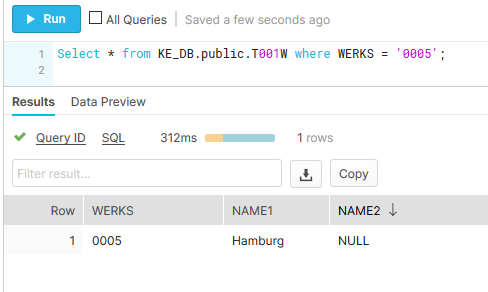 Run All Queries Saved a few seconds ago
1 Select * from KE_DB.public.T001W where WERKS = '0005';
2
Results Data Preview
Query ID SQL 312ms 1 rows
Filter result... Copy
Row WERKS NAME1 NAME2 ↓
1 0005 Hamburg NULL